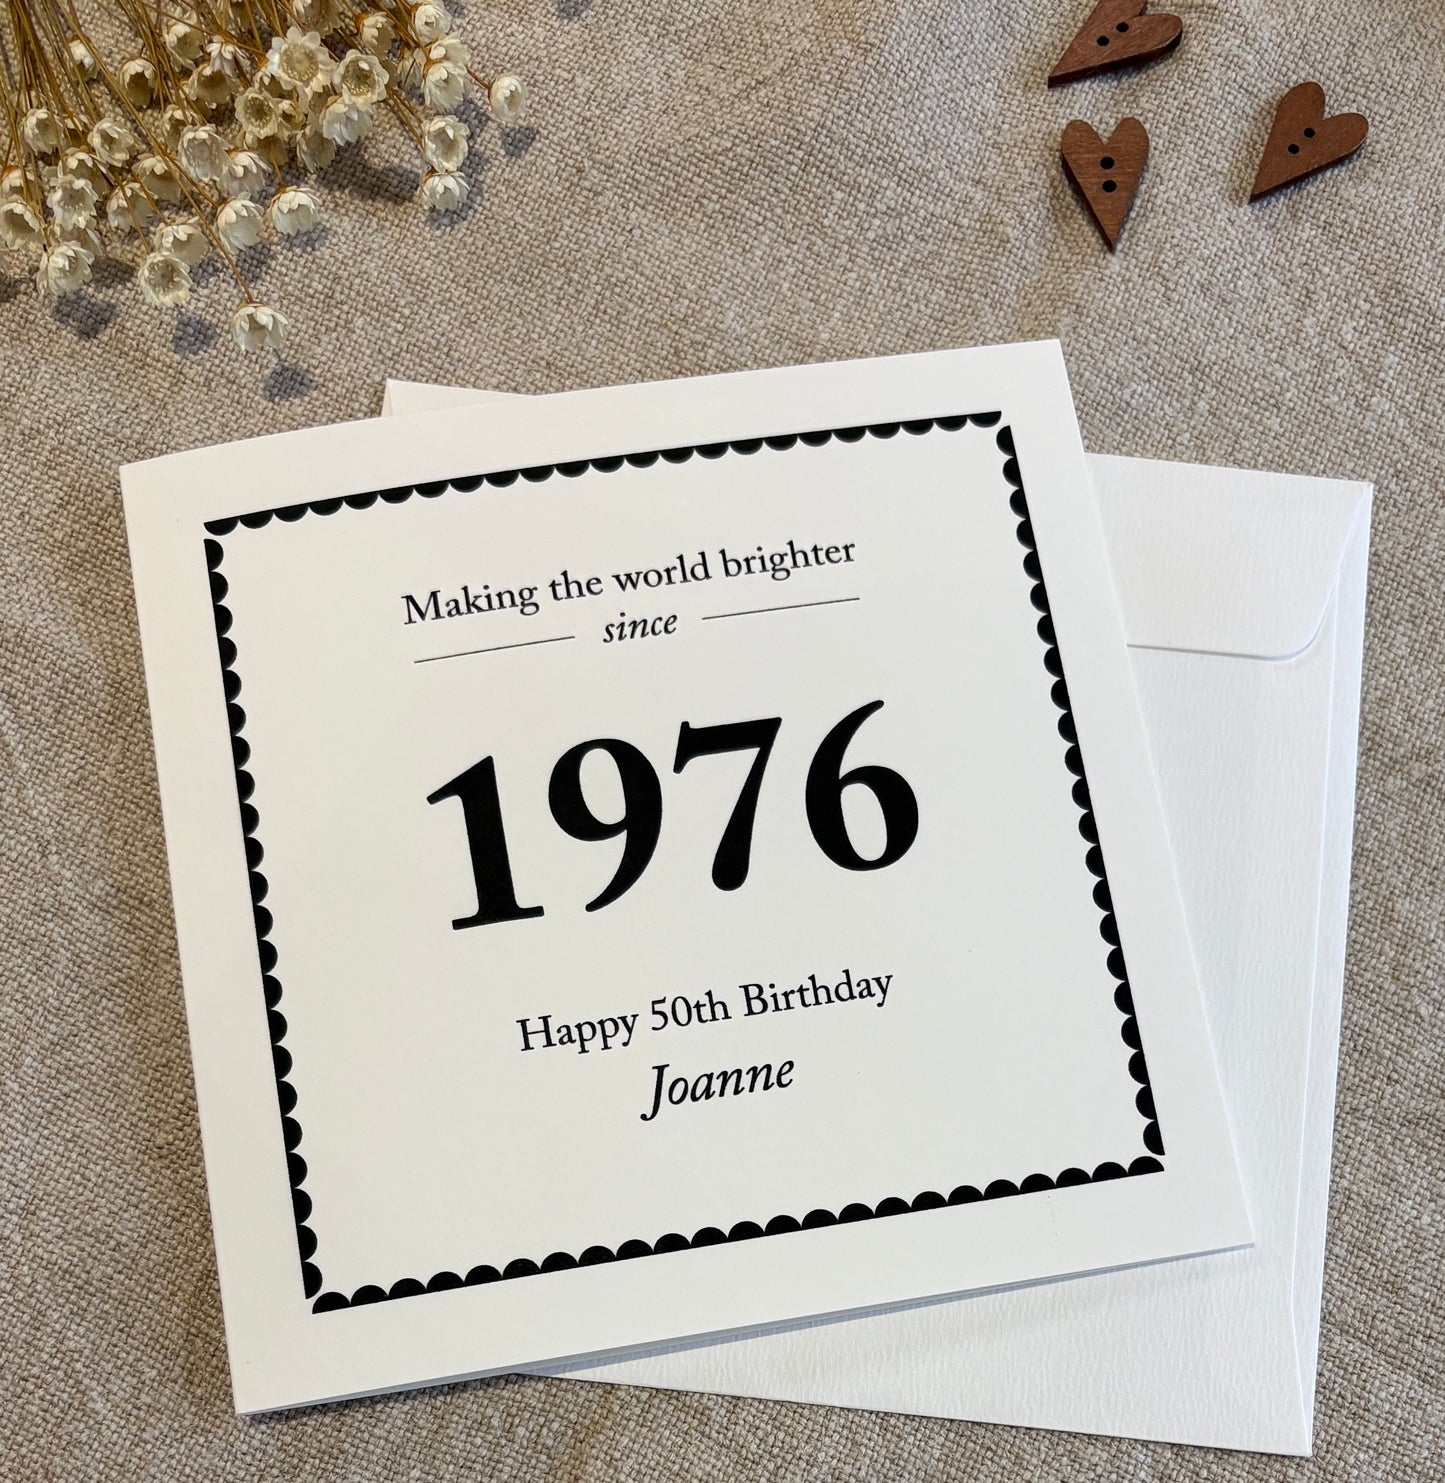 Making the world brighter
since
1976
Happy 50th Birthday
Joanne